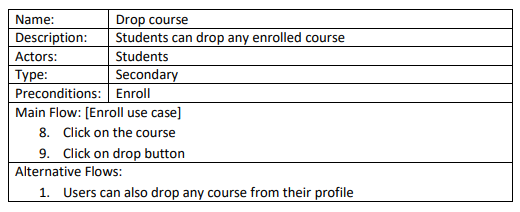 Name: Drop course
Description: Students can drop any enrolled course
Actors: Students
Type: Secondary
Preconditions: Enroll
Main Flow: [Enroll use case]
8. Click on the course
9. Click on drop button
Alternative Flows:
1. Users can also drop any course from their profile